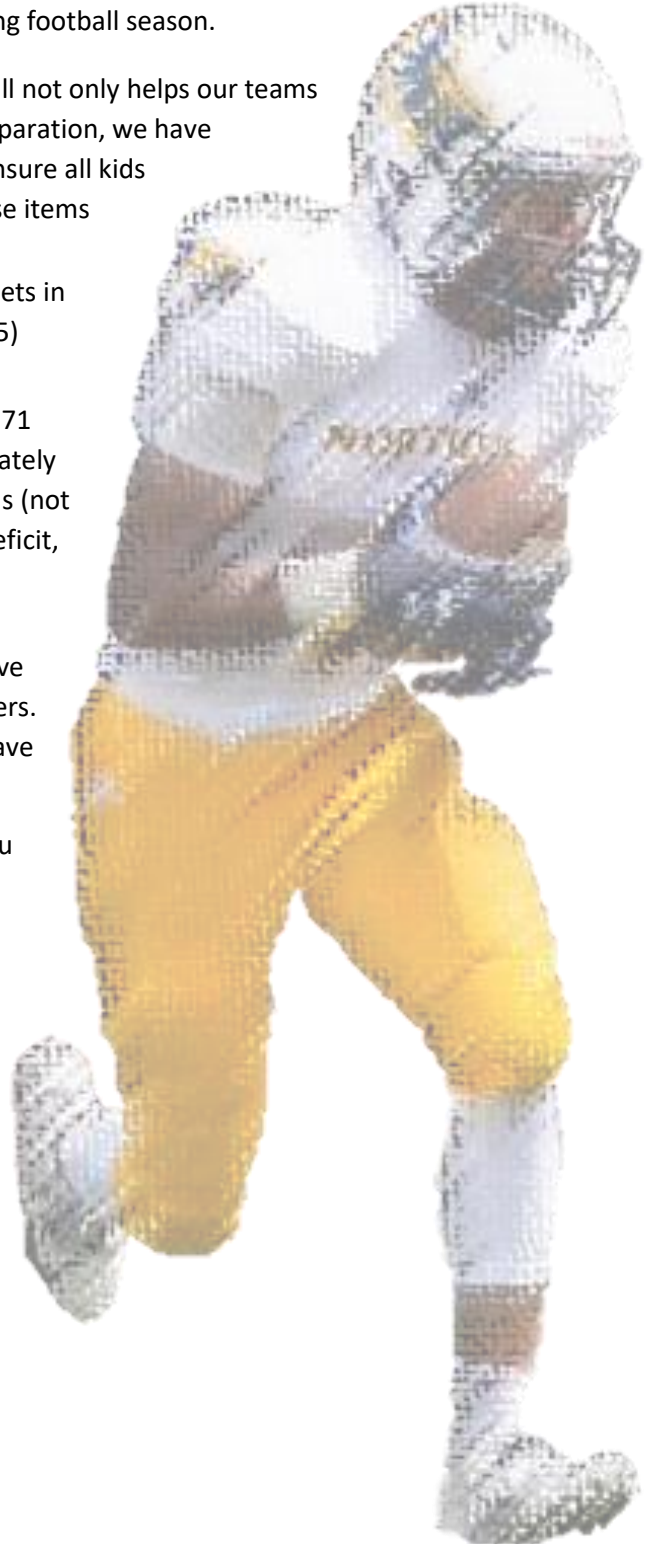 ng football season.
ll not only helps our teams
paration, we have
nsure all kids
se items
ets in
5)
71
ately
s (not
eficit,
ve
ers.
ave
u